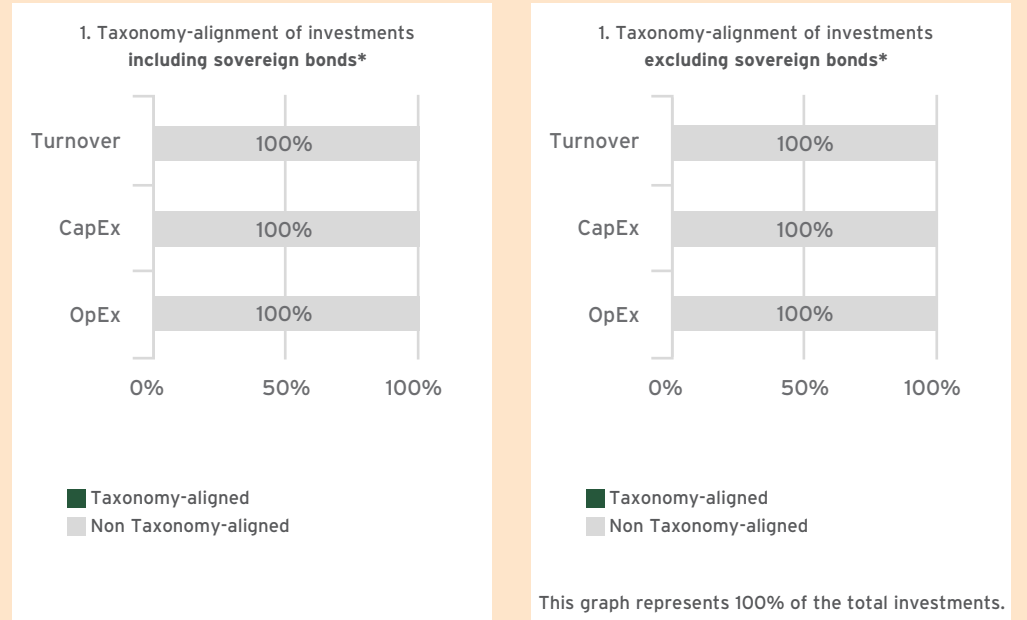 1. Taxonomy-alignment of investments
including sovereign bonds*
Turnover
100%
CapEx
100%
OpEx
100%
0%
50%
100%
Taxonomy-aligned
Non Taxonomy-aligned
1. Taxonomy-alignment of investments
excluding sovereign bonds*
Turnover
100%
CapEx
100%
OpEx
100%
0%
50%
100%
Taxonomy-aligned
Non Taxonomy-aligned
This graph represents 100% of the total investments.